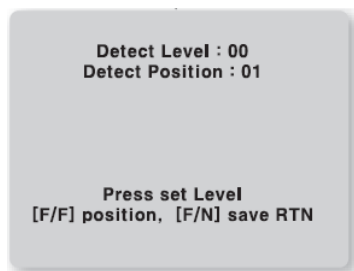 Detect Level : 00
Detect Position : 01
Press set Level
[F/F] position, [F/N] save RTN